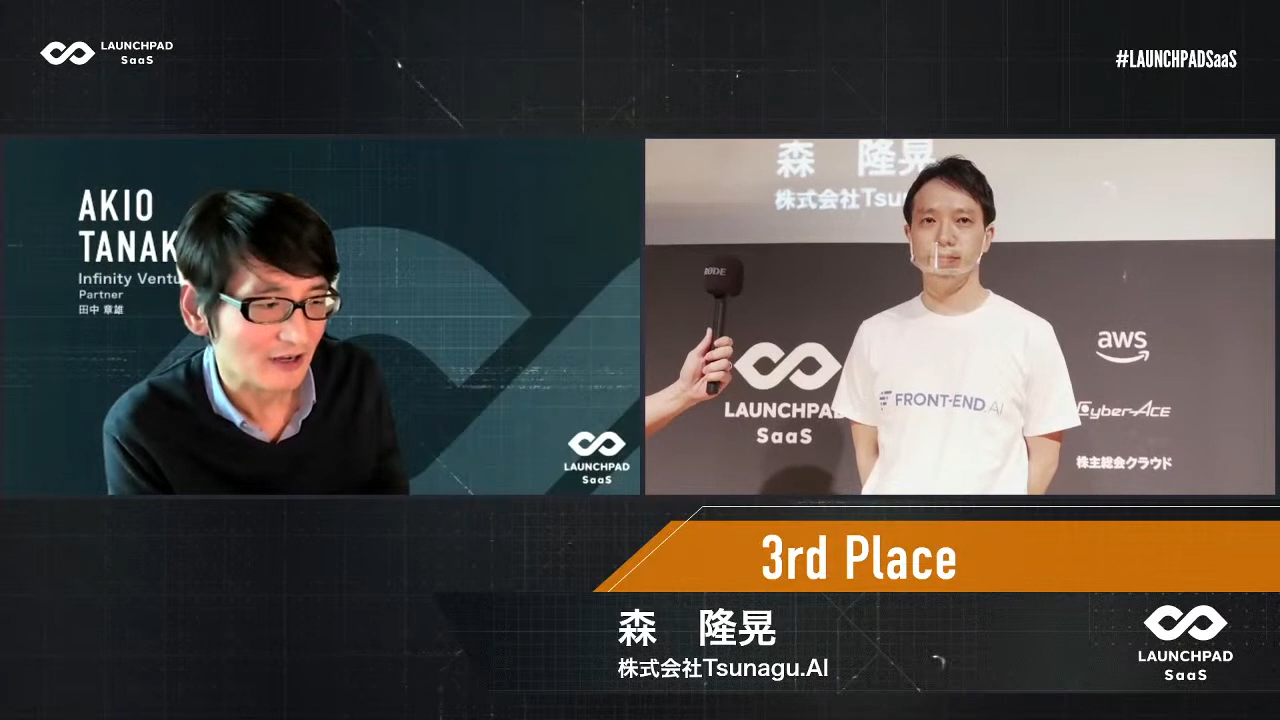 LAUNCHPAD
SaaS
#LAUNCHPADSaaS
AKIO
TANAK
Infinity Ventu
Partner
田中 章雄
LAUNCHPAD
SaaS
森 隆晃
株式会社Tsu
RØDE
LAUNCHPAD
SaaS
FRONT-END.AI
aws
Cyber-ACE
株主総会クラウド
3rd Place
森 隆晃
株式会社Tsunagu.AI
LAUNCHPAD
SaaS